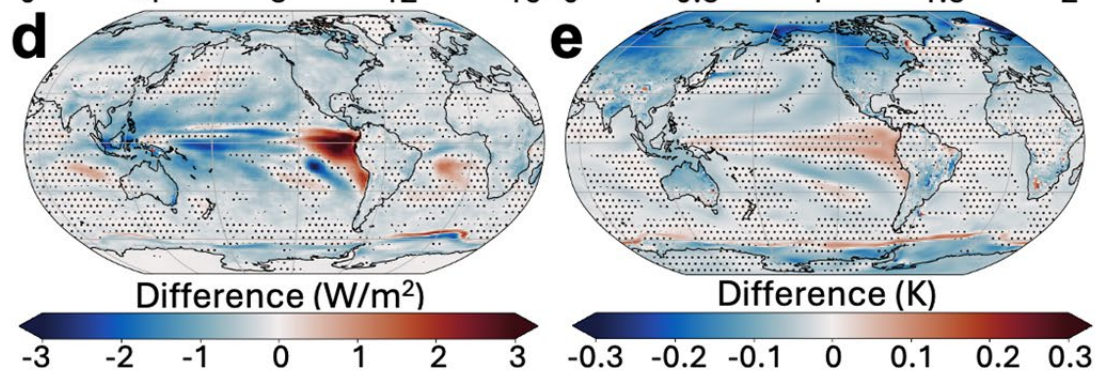 d
e
Difference (W/m²)
-3 -2 -1 0 1 2 3
Difference (K)
-0.3 -0.2 -0.1 0 0.1 0.2 0.3